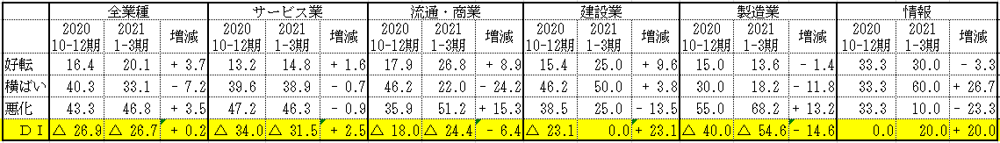 全業種 サービス業 流通・商業 建設業 製造業 情報
2020 10-12期 2021 1-3期 増減 2020 10-12期 2021 1-3期 増減 2020 10-12期 2021 1-3期 増減 2020 10-12期 2021 1-3期 増減 2020 10-12期 2021 1-3期 増減 2020 10-12期 2021 1-3期 増減
好転 16.4 20.1 + 3.7 13.2 14.8 + 1.6 17.9 26.8 + 8.9 15.4 25.0 + 9.6 15.0 13.6 - 1.4 33.3 30.0 - 3.3
横ばい 40.3 33.1 - 7.2 39.6 38.9 - 0.7 46.2 22.0 - 24.2 46.2 50.0 + 3.8 30.0 18.2 - 11.8 33.3 60.0 + 26.7
悪化 43.3 46.8 + 3.5 47.2 46.3 - 0.9 35.9 51.2 + 15.3 38.5 25.0 - 13.5 55.0 68.2 + 13.2 33.3 10.0 - 23.3
DI △ 26.9 △ 26.7 + 0.2 △ 34.0 △ 31.5 + 2.5 △ 18.0 △ 24.4 - 6.4 △ 23.1 0.0 + 23.1 △ 40.0 △ 54.6 - 14.6 0.0 20.0 + 20.0